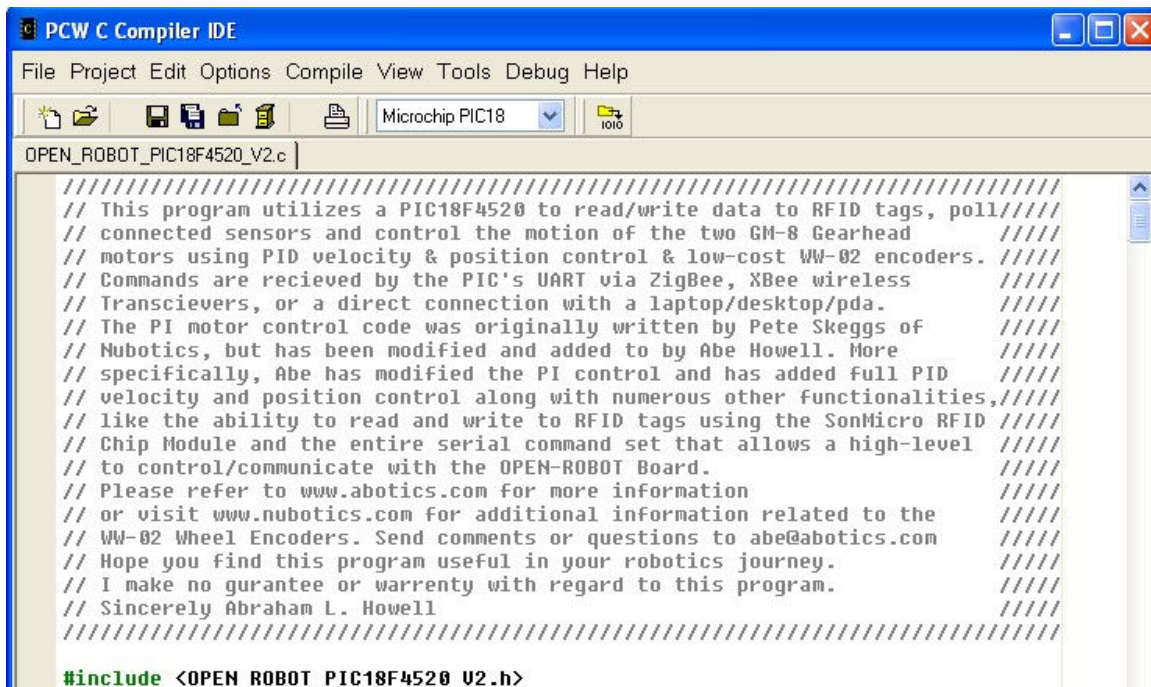 PCW C Compiler IDE
File Project Edit Options Compile View Tools Debug Help
Microchip PIC18
1010
OPEN_ROBOT_PIC18F4520_V2.c
////////////////////////////////////////////////////////////////////////////////
// This program utilizes a PIC18F4520 to read/write data to RFID tags, poll/////
// connected sensors and control the motion of the two GM-8 Gearhead       /////
// motors using PID velocity & position control & low-cost WW-02 encoders. /////
// Commands are recieved by the PIC's UART via ZigBee, XBee wireless       /////
// Transcievers, or a direct connection with a laptop/desktop/pda.         /////
// The PI motor control code was originally written by Pete Skeggs of      /////
// Nubotics, but has been modified and added to by Abe Howell. More        /////
// specifically, Abe has modified the PI control and has added full PID    /////
// velocity and position control along with numerous other functionalities,/////
// like the ability to read and write to RFID tags using the SonMicro RFID /////
// Chip Module and the entire serial command set that allows a high-level  /////
// to control/communicate with the OPEN-ROBOT Board.                       /////
// Please refer to www.abotics.com for more information                    /////
// or visit www.nubotics.com for additional information related to the     /////
// WW-02 Wheel Encoders. Send comments or questions to abe@abotics.com     /////
// Hope you find this program useful in your robotics journey.             /////
// I make no gurantee or warrenty with regard to this program.             /////
// Sincerely Abraham L. Howell                                             /////
////////////////////////////////////////////////////////////////////////////////
#include <OPEN_ROBOT_PIC18F4520_V2.h>